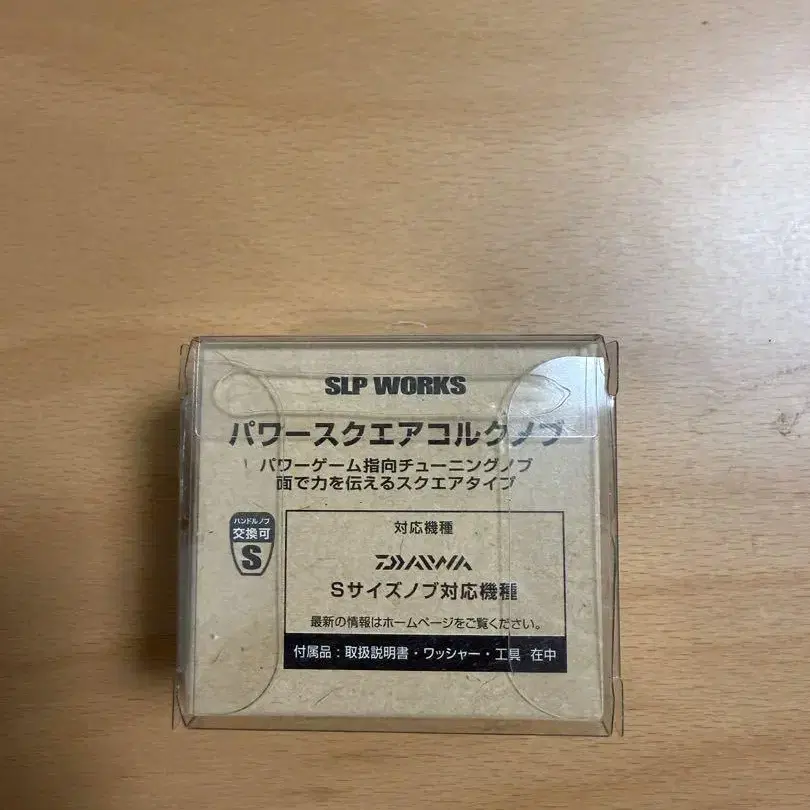 SLP WORKS
パワースクエアコルクノブ
パワーゲーム指向チューニングノブ
面で力を伝えるスクエアタイプ
ハンドルノブ
交換可
S
対応機種
DAIWA
Sサイズノブ対応機種
最新の情報はホームページをご覧ください。
付属品：取扱説明書・ワッシャー・工具 在中